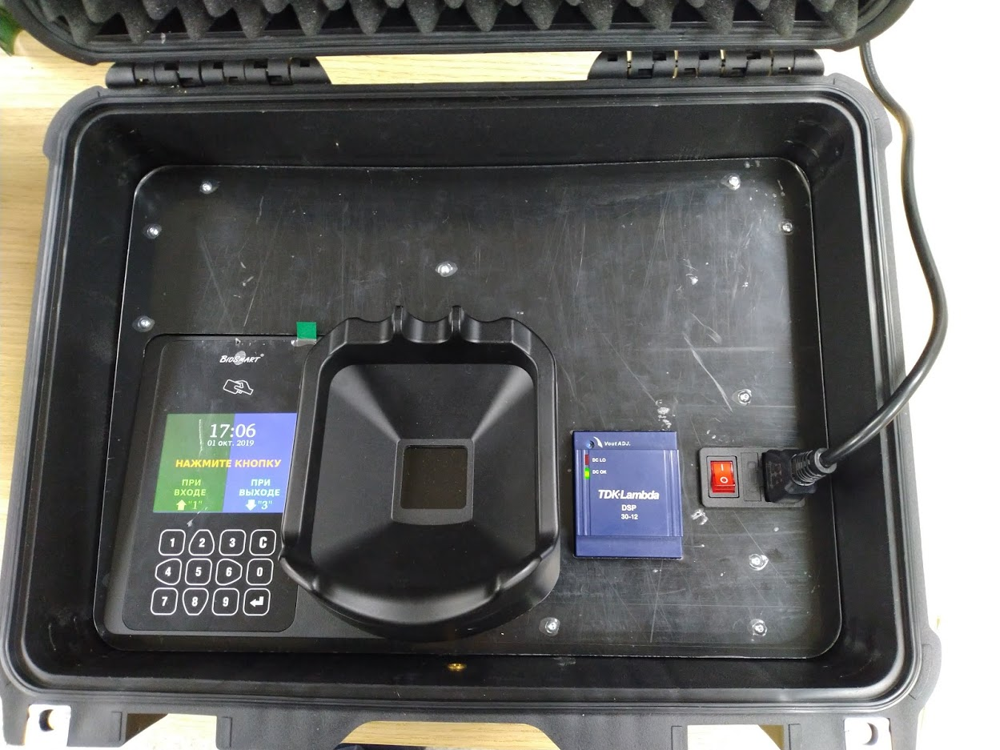 BIOSMART®
17:06
01 ОКТ. 2019
НАЖМИТЕ КНОПКУ
ПРИ
ВХОДЕ
"1"
ПРИ
ВЫХОДЕ
"3"
1 2 3 C
4 5 6 0
7 8 9
Vout ADJ.
DC LO
DC OK
TDK-Lambda
DSP
30-12
I
O